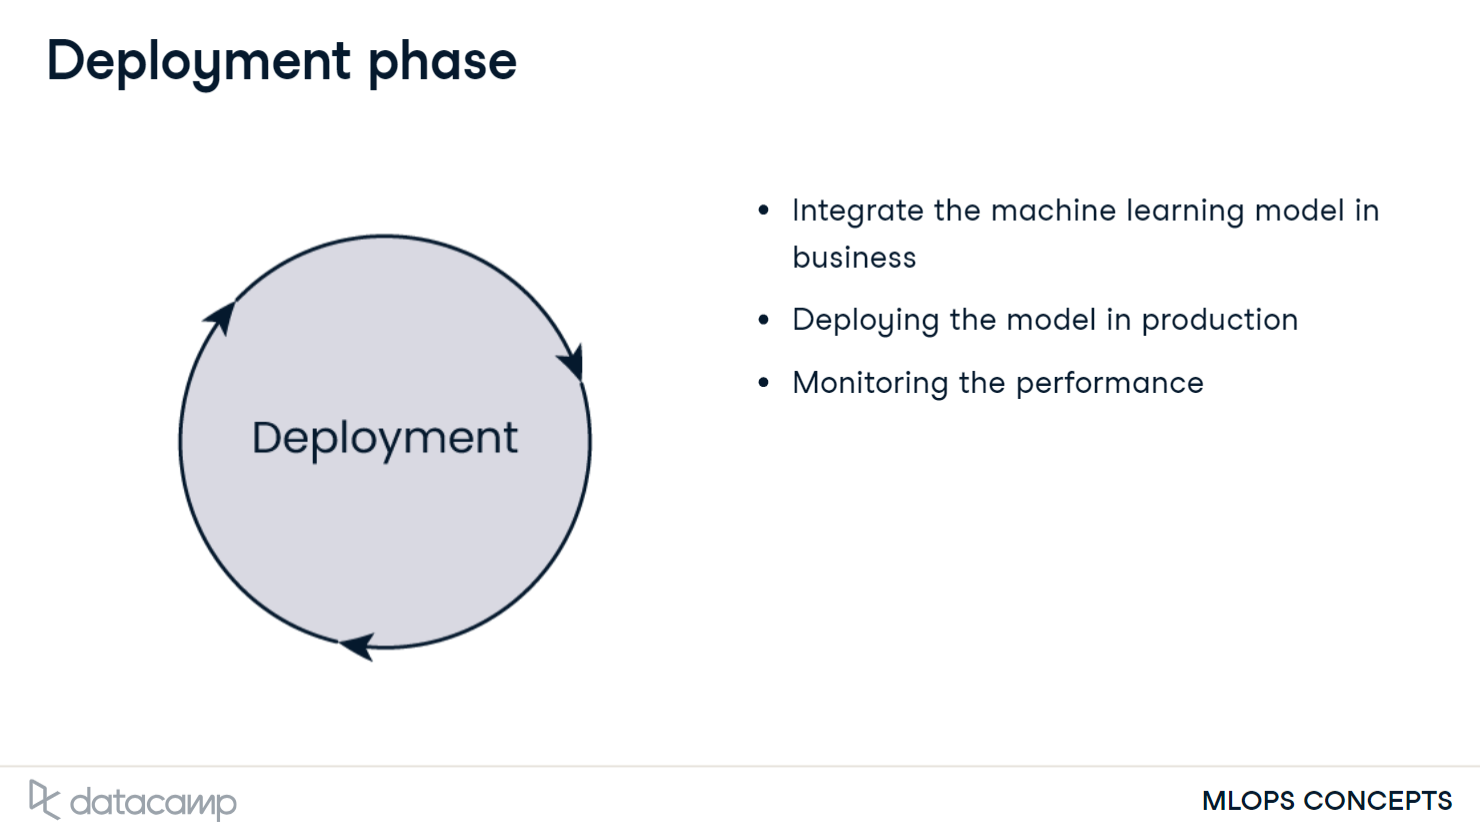 Deployment phase
Deployment
• Integrate the machine learning model in
business
• Deploying the model in production
• Monitoring the performance
datacamp
MLOPS CONCEPTS